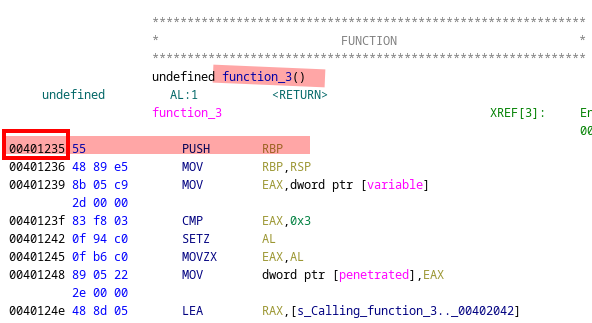 **************************************************************
* FUNCTION *
**************************************************************
undefined function_3()
undefined AL:1 <RETURN>
function_3 XREF[3]: En
00
00401235 55 PUSH RBP
00401236 48 89 e5 MOV RBP,RSP
00401239 8b 05 c9 MOV EAX,dword ptr [variable]
2d 00 00
0040123f 83 f8 03 CMP EAX,0x3
00401242 0f 94 c0 SETZ AL
00401245 0f b6 c0 MOVZX EAX,AL
00401248 89 05 22 MOV dword ptr [penetrated],EAX
2e 00 00
0040124e 48 8d 05 LEA RAX,[s_Calling_function_3.._00402042]